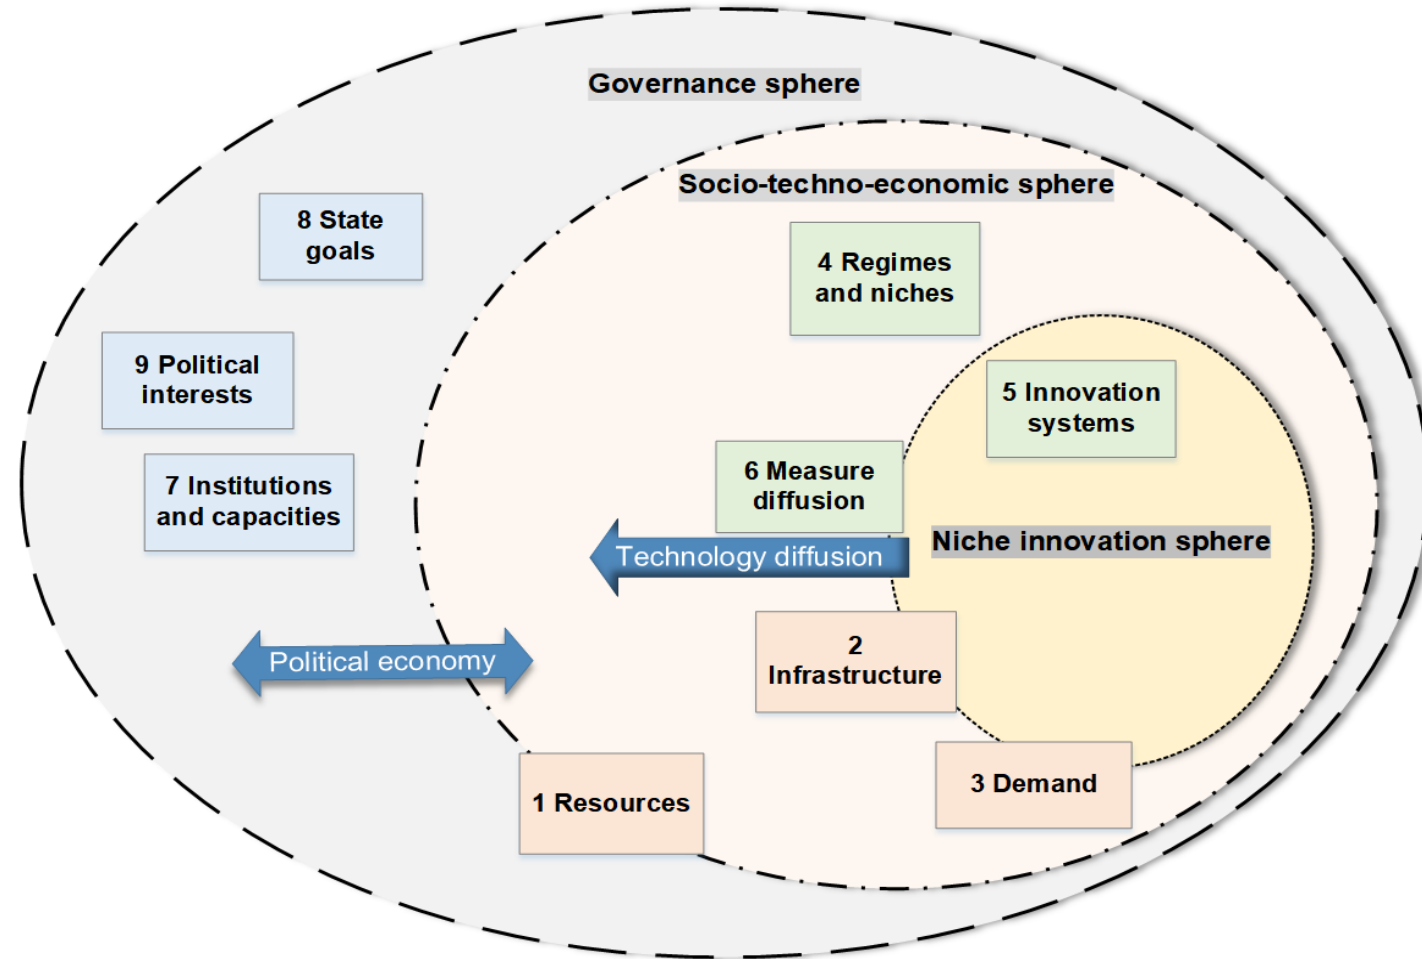 Governance sphere
Socio-techno-economic sphere
8 State
goals
4 Regimes
and niches
9 Political
interests
5 Innovation
systems
7 Institutions
and capacities
6 Measure
diffusion
Niche innovation sphere
Technology diffusion
Political economy
2
Infrastructure
1 Resources
3 Demand